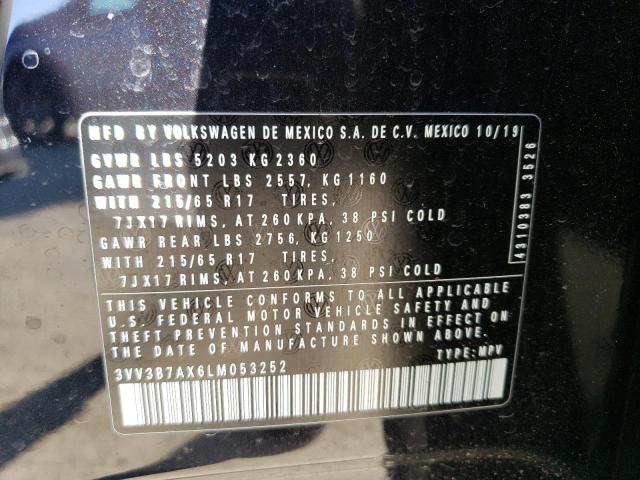 MFD BY VOLKSWAGEN DE MEXICO S.A. DE C.V. MEXICO 10/19
GVWR LBS 5203 KG 2360
GAWR FRONT LBS 2557, KG 1160
WITH 215/65 R17 TIRES,
7JX17 RIMS, AT 260 KPA, 38 PSI COLD
GAWR REAR LBS 2756, KG 1250
WITH 215/65 R17 TIRES,
7JX17 RIMS, AT 260 KPA, 38 PSI COLD
THIS VEHICLE CONFORMS TO ALL APPLICABLE
U.S. FEDERAL MOTOR VEHICLE SAFETY AND
THEFT PREVENTION STANDARDS IN EFFECT ON
THE DATE OF MANUFACTURE SHOWN ABOVE.
3VV3B7AX6LM053252 TYPE: MPV
4310383 3526